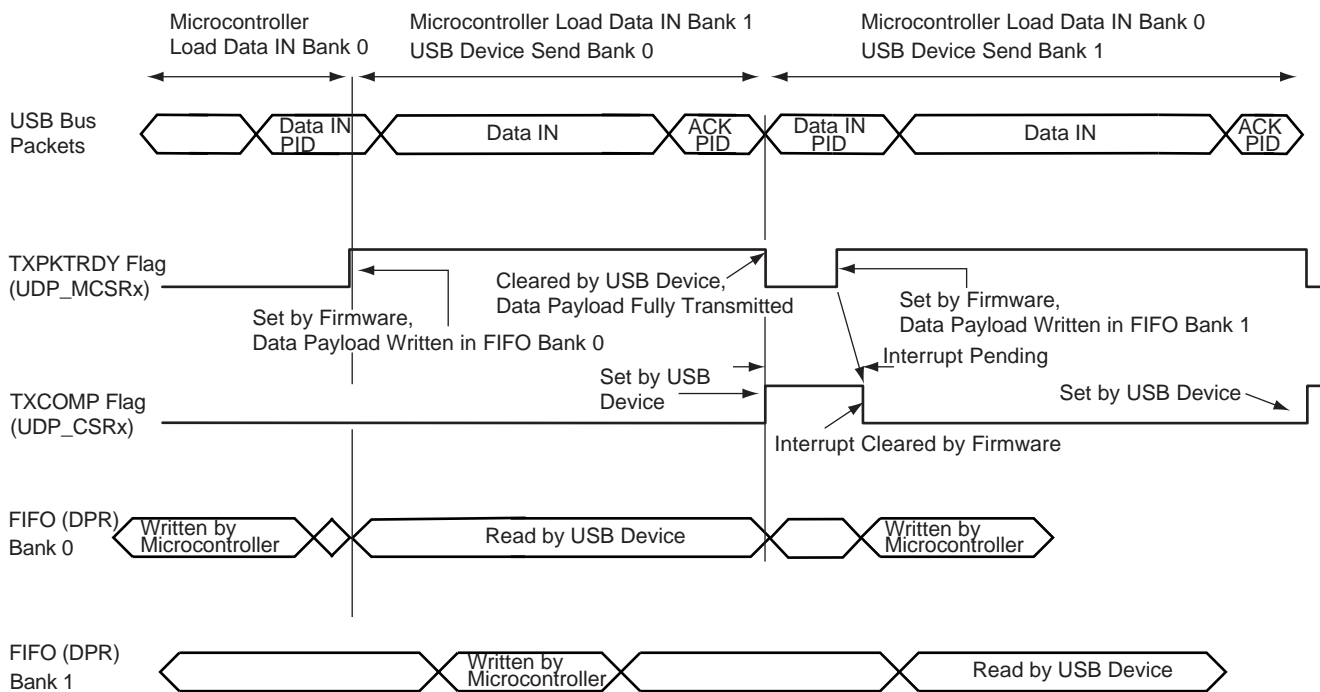 Microcontroller
Load Data IN Bank 0
Microcontroller Load Data IN Bank 1
USB Device Send Bank 0
Microcontroller Load Data IN Bank 0
USB Device Send Bank 1
USB Bus
Packets
Data IN
PID
Data IN
ACK
PID
Data IN
PID
Data IN
ACK
PID
TXPKTRDY Flag
(UDP_MCSRx)
Set by Firmware,
Data Payload Written in FIFO Bank 0
Cleared by USB Device,
Data Payload Fully Transmitted
Set by Firmware,
Data Payload Written in FIFO Bank 1
Interrupt Pending
Set by USB
Device
Set by USB Device
TXCOMP Flag
(UDP_CSRx)
Interrupt Cleared by Firmware
FIFO (DPR)
Bank 0
Written by
Microcontroller
Read by USB Device
Written by
Microcontroller
FIFO (DPR)
Bank 1
Written by
Microcontroller
Read by USB Device